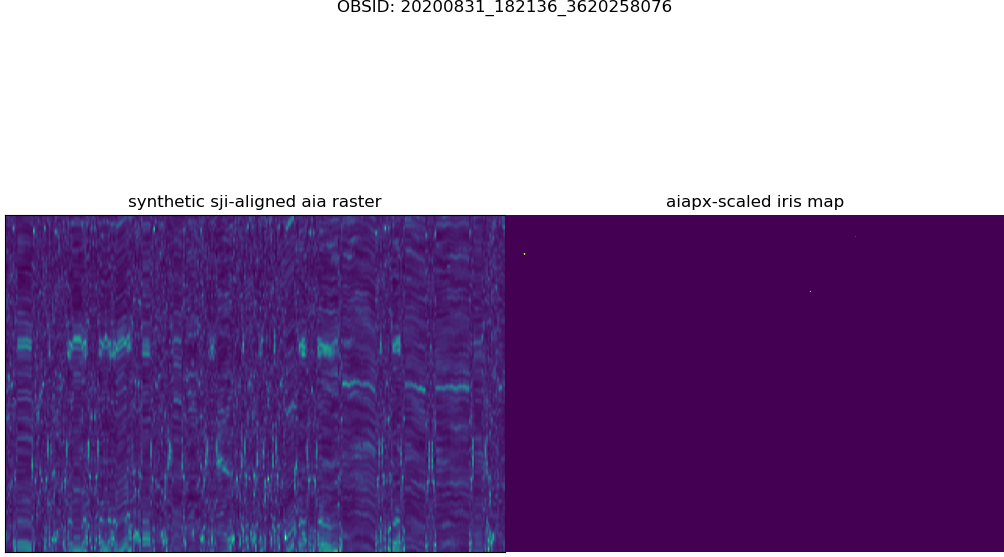 OBSID: 20200831_182136_3620258076
synthetic sji-aligned aia raster
aiapx-scaled iris map